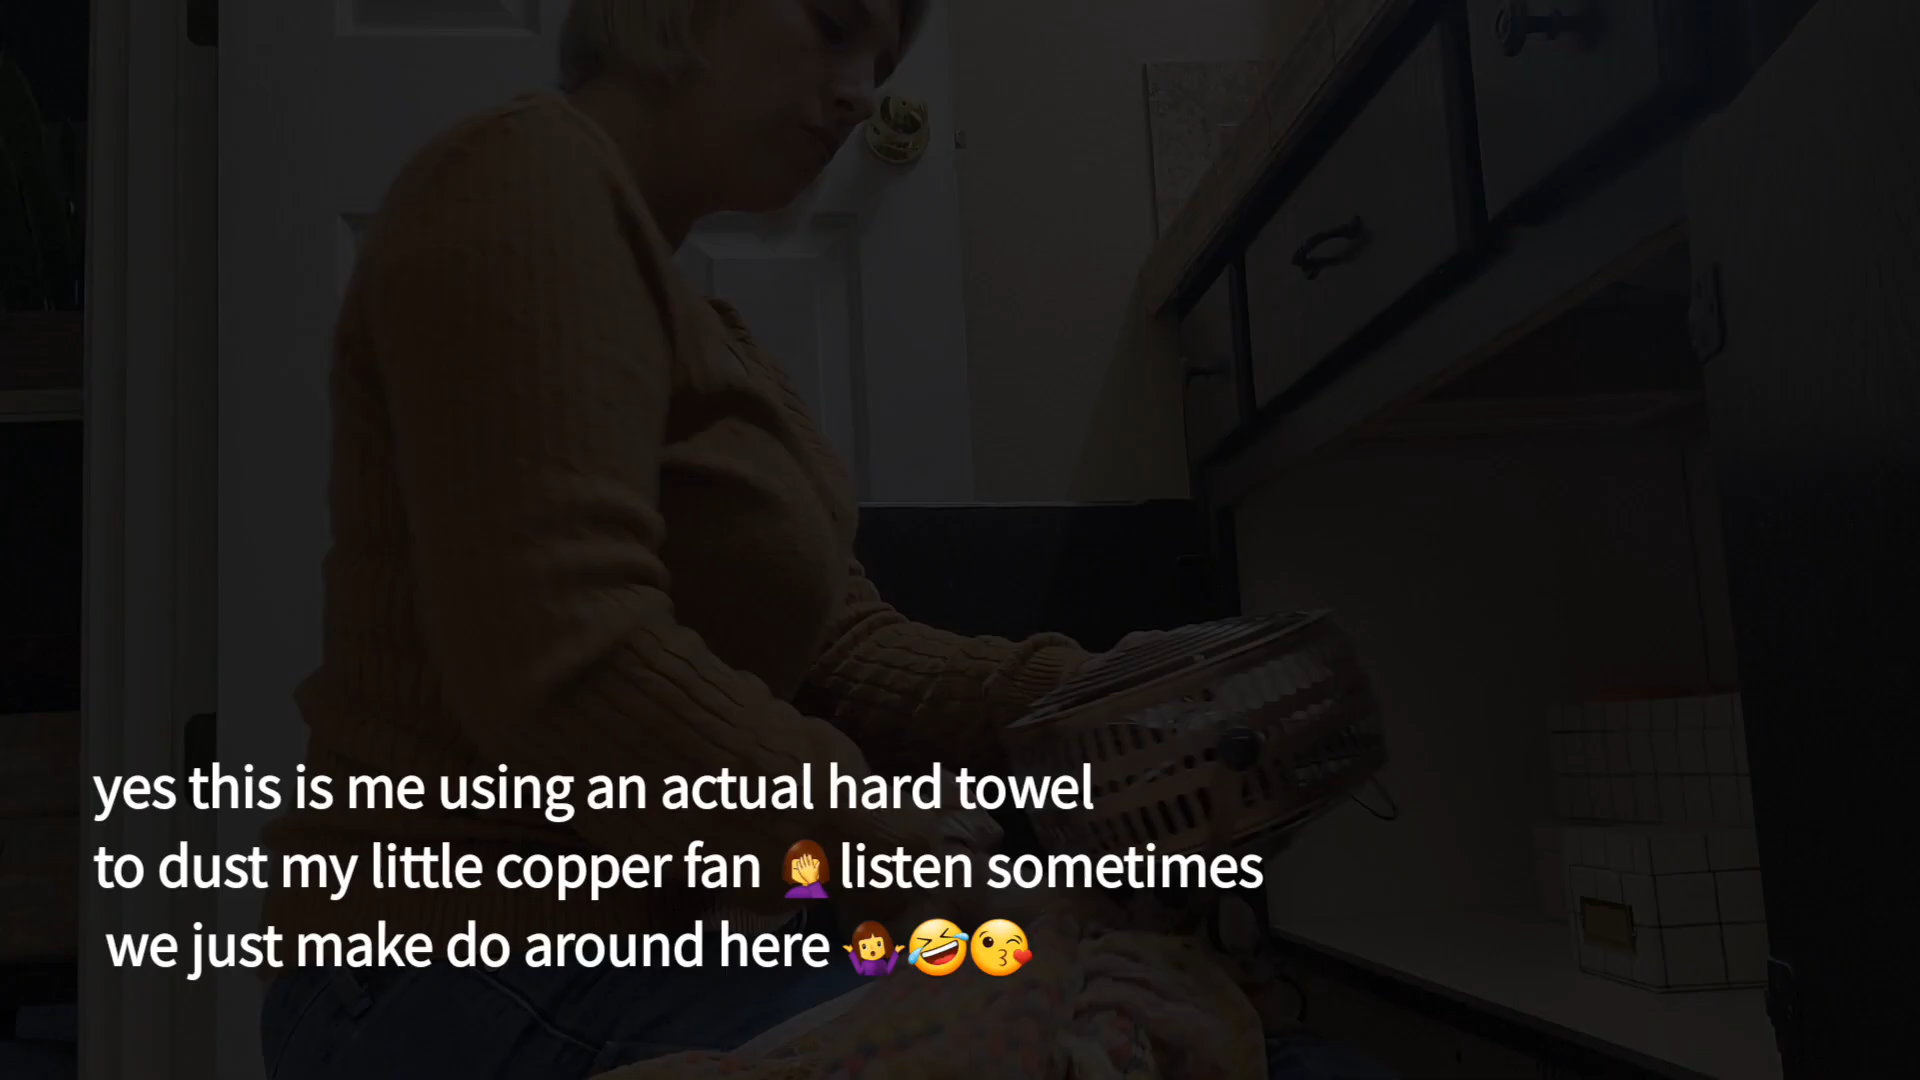 yes this is me using an actual hard towel
to dust my little copper fan 🤦‍♀️ listen sometimes
we just make do around here 🤷‍♀️🤣😘